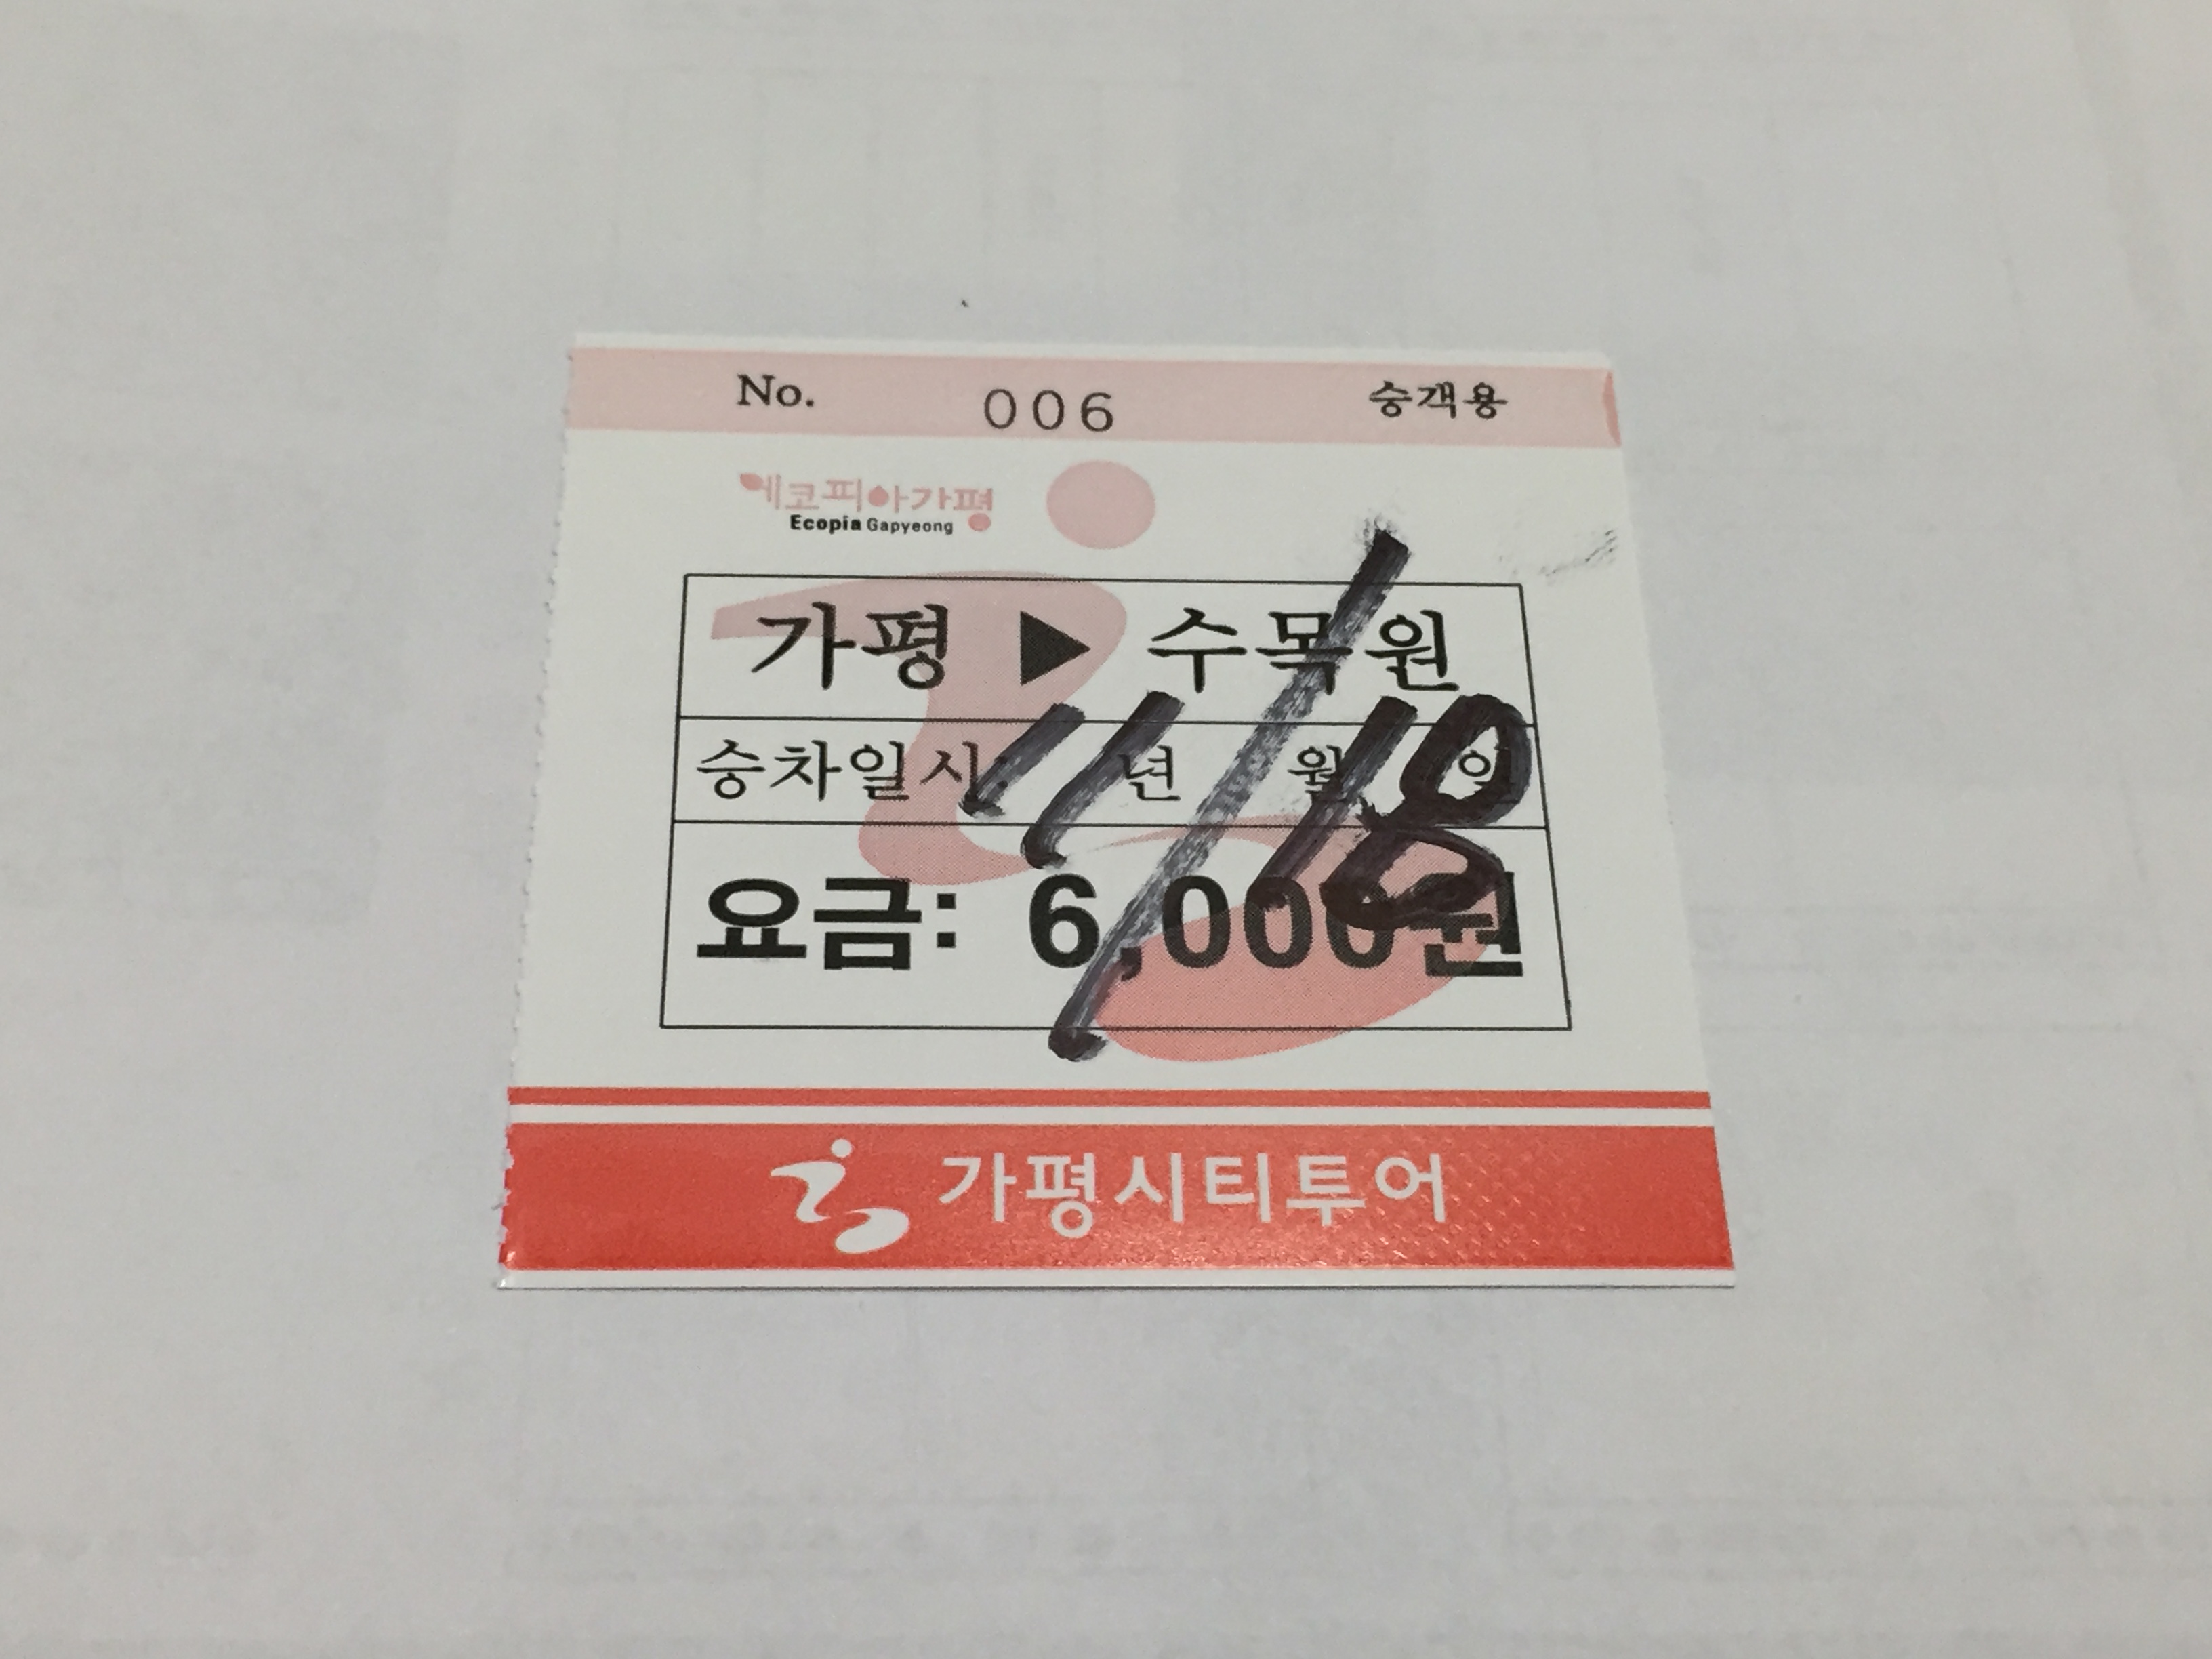 No. 006 승객용
에코피아가평
Ecopia Gapyeong
가평 ▶ 수목원
승차일시: 년 월 일
11/18
요금: 6,000원
가평시티투어